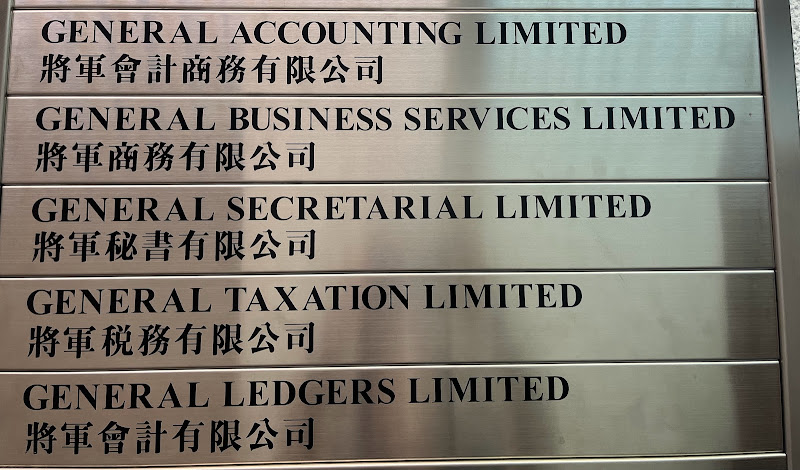 GENERAL ACCOUNTING LIMITED
將軍會計商務有限公司
GENERAL BUSINESS SERVICES LIMITED
將軍商務有限公司
GENERAL SECRETARIAL LIMITED
將軍秘書有限公司
GENERAL TAXATION LIMITED
將軍税務有限公司
GENERAL LEDGERS LIMITED
將軍會計有限公司